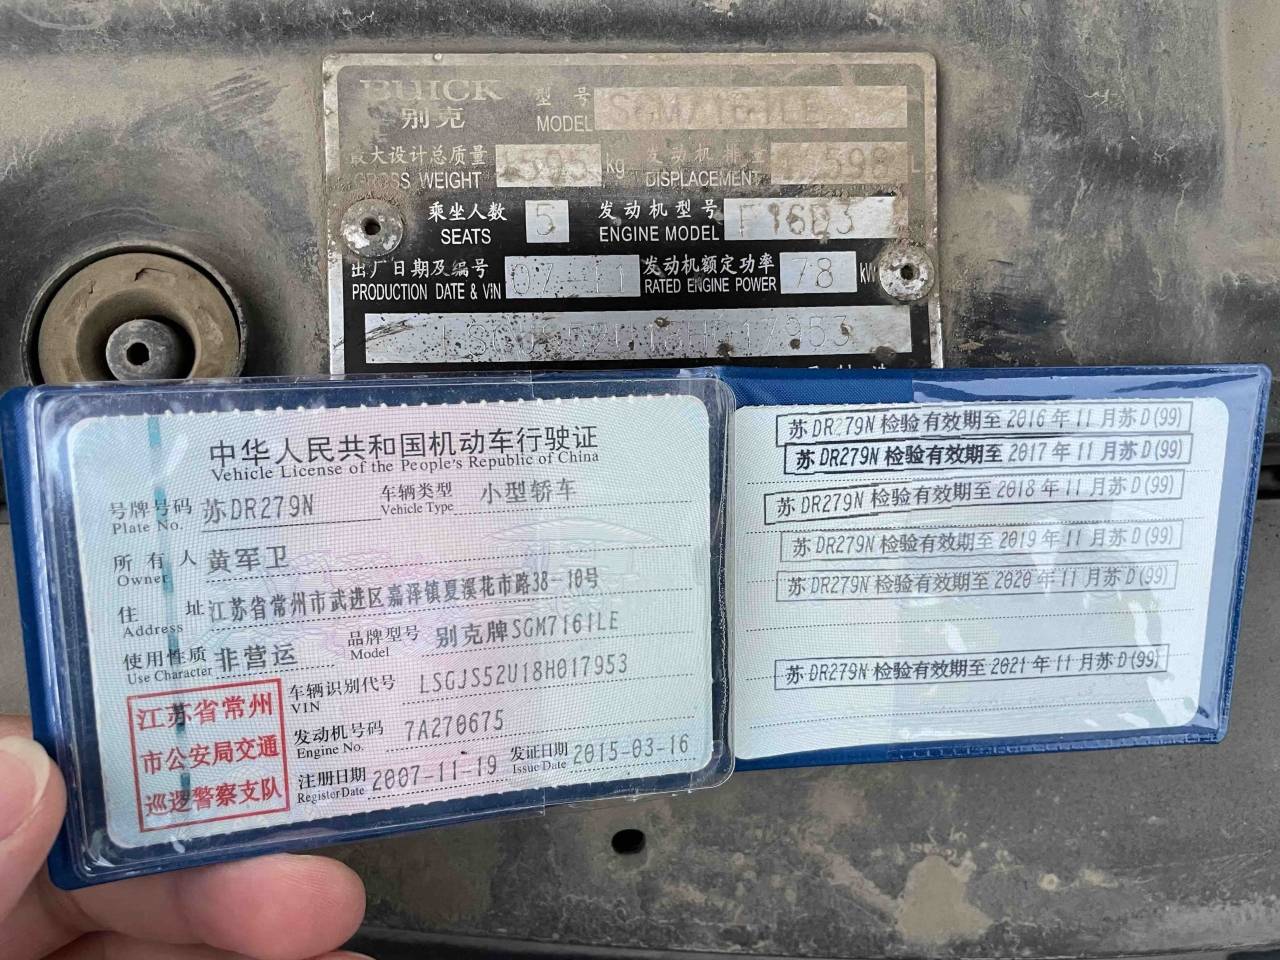 BUICK 型号
别克 MODEL SGM7161LE
最大设计总质量 1595 kg 发动机排量 1.598 L
GROSS WEIGHT DISPLACEMENT
乘坐人数 5 发动机型号 F16D3
SEATS ENGINE MODEL
出厂日期及编号 07 11 发动机额定功率 78 kW
PRODUCTION DATE & VIN RATED ENGINE POWER
LSGJS52U18H017953
中华人民共和国机动车行驶证
Vehicle License of the People's Republic of China
号牌号码 苏DR279N 车辆类型 小型轿车
Plate No. Vehicle Type
所有人 黄军卫
Owner
住址 江苏省常州市武进区嘉泽镇夏溪花市路38-10号
Address
使用性质 非营运 品牌型号 别克牌SGM7161LE
Use Character Model
江苏省常州
市公安局交通
巡逻警察支队
车辆识别代号 LSGJS52U18H017953
VIN
发动机号码 7A270675
Engine No.
注册日期 2007-11-19 发证日期 2015-03-16
Register Date Issue Date
苏DR279N检验有效期至2016年11月苏D(99)
苏DR279N检验有效期至2017年11月苏D(99)
苏DR279N检验有效期至2018年11月苏D(99)
苏DR279N检验有效期至2019年11月苏D(99)
苏DR279N检验有效期至2020年11月苏D(99)
苏DR279N检验有效期至2021年11月苏D(99)